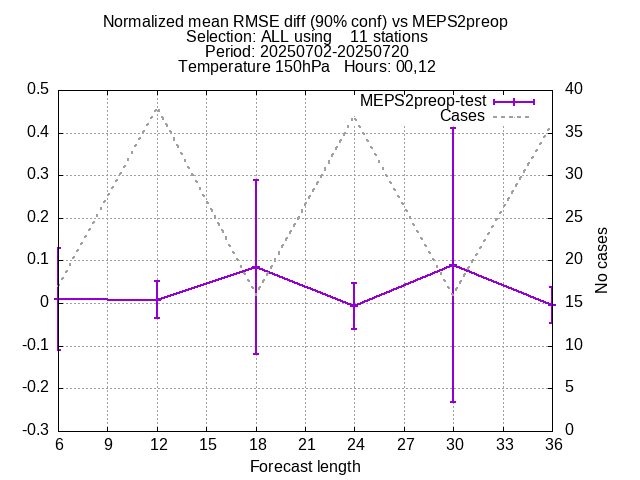 Normalized mean RMSE diff (90% conf) vs MEPS2preop
Selection: ALL using    11 stations
Period: 20250702-20250720
Temperature 150hPa   Hours: 00,12
MEPS2preop-test
Cases
0.5
0.4
0.3
0.2
0.1
0
-0.1
-0.2
-0.3
40
35
30
25
20
15
10
5
0
No cases
6 9 12 15 18 21 24 27 30 33 36
Forecast length